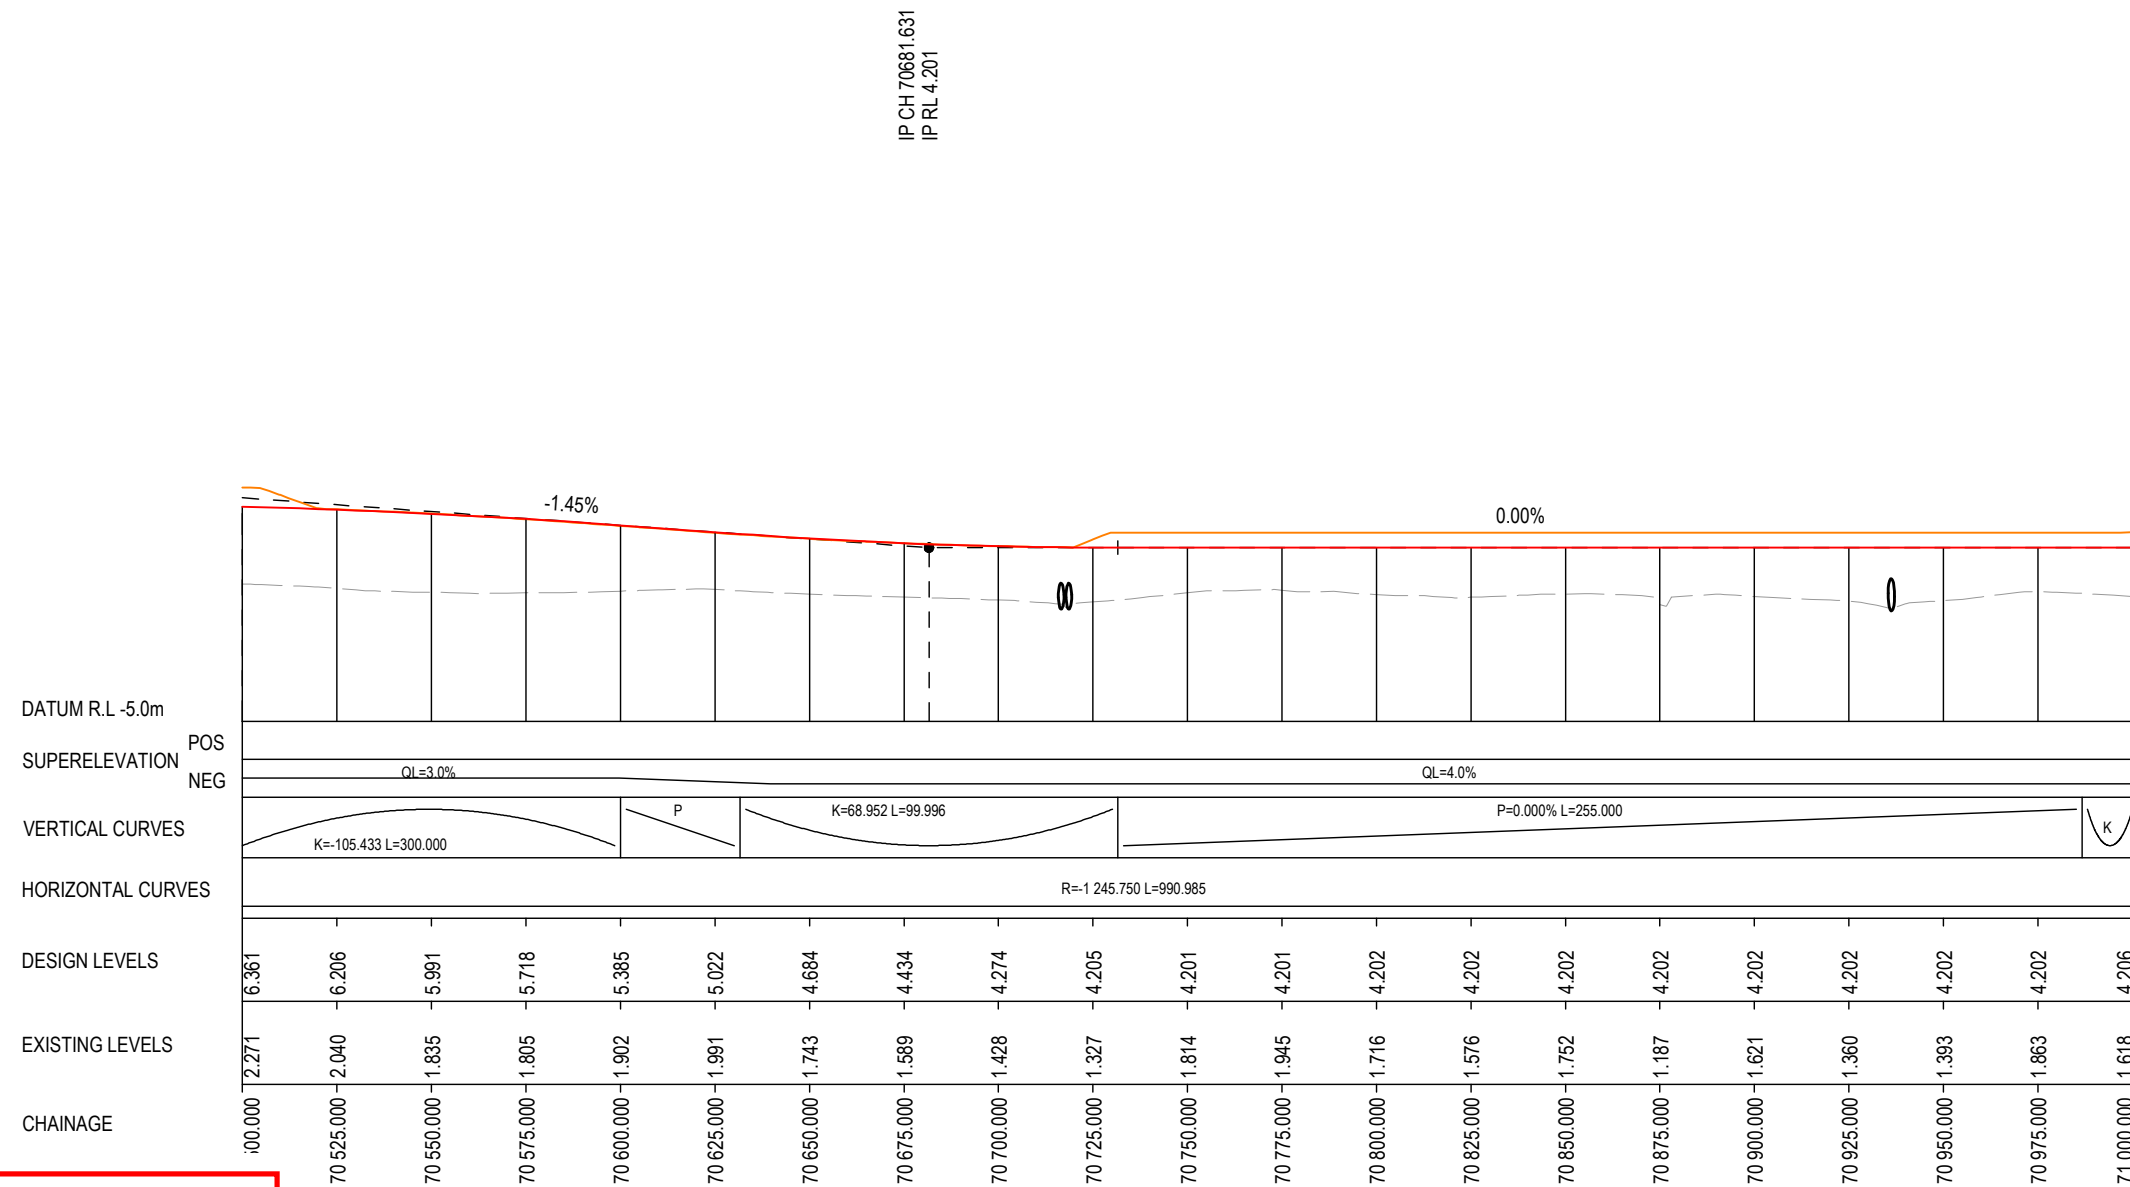 IP CH 70681.631
IP RL 4.201
-1.45%
0.00%
DATUM R.L -5.0m
SUPERELEVATION
POS
NEG
QL=3.0%
QL=4.0%
VERTICAL CURVES
K=-105.433 L=300.000
P
K=68.952 L=99.996
P=0.000% L=255.000
K
HORIZONTAL CURVES
R=-1 245.750 L=990.985
DESIGN LEVELS
6.361 6.206 5.991 5.718 5.385 5.022 4.684 4.434 4.274 4.205 4.201 4.201 4.202 4.202 4.202 4.202 4.202 4.202 4.202 4.202 4.206
EXISTING LEVELS
2.271 2.040 1.835 1.805 1.902 1.991 1.743 1.589 1.428 1.327 1.814 1.945 1.716 1.576 1.752 1.187 1.621 1.360 1.393 1.863 1.618
CHAINAGE
00.000 70 525.000 70 550.000 70 575.000 70 600.000 70 625.000 70 650.000 70 675.000 70 700.000 70 725.000 70 750.000 70 775.000 70 800.000 70 825.000 70 850.000 70 875.000 70 900.000 70 925.000 70 950.000 70 975.000 71 000.000